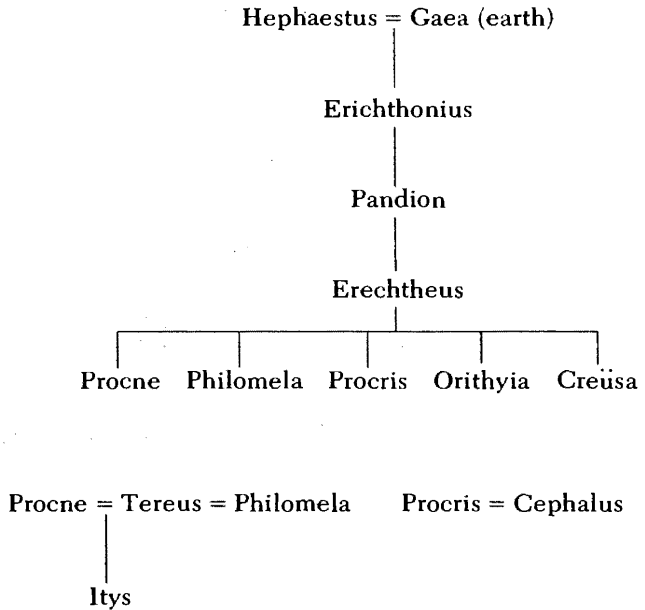 Hephaestus = Gaea (earth)
Erichthonius
Pandion
Erechtheus
Procne Philomela Procris Orithyia Creüsa
Procne = Tereus = Philomela Procris = Cephalus
Itys